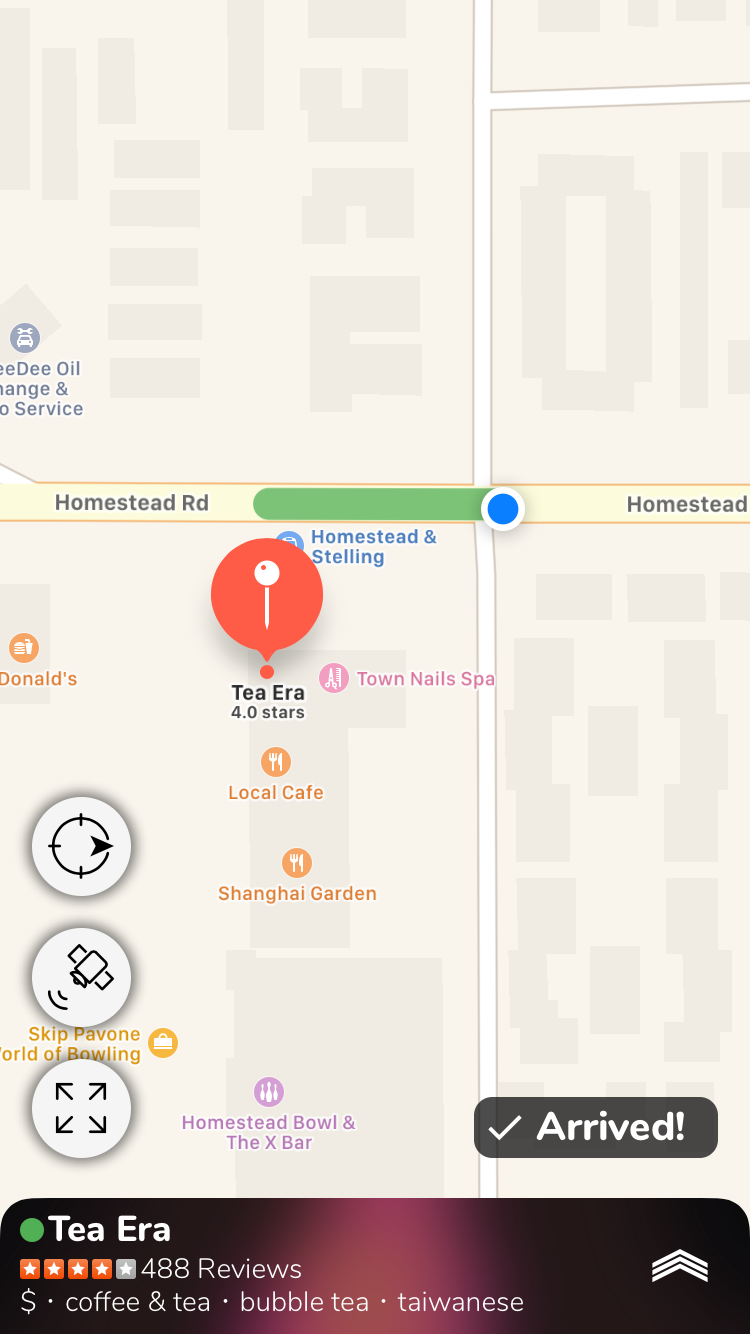 eeDee Oil
hange &
o Service
Homestead Rd
Homestead
Homestead &
Stelling
Donald's
Town Nails Spa
Tea Era
4.0 stars
Local Cafe
Shanghai Garden
Skip Pavone
orld of Bowling
Homestead Bowl &
The X Bar
Arrived!
Tea Era
488 Reviews
$ · coffee & tea · bubble tea · taiwanese